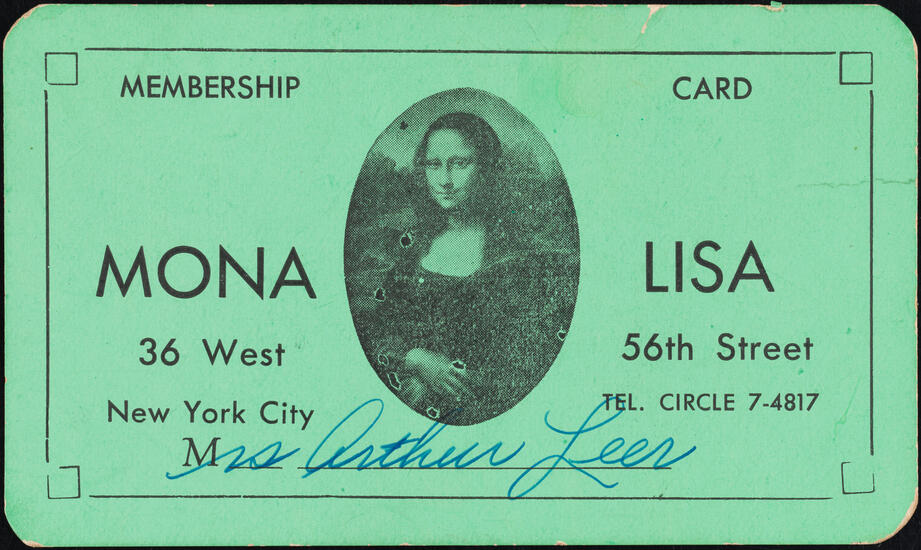 MEMBERSHIP CARD
MONA LISA
36 West 56th Street
New York City TEL. CIRCLE 7-4817
Mrs Arthur Leer